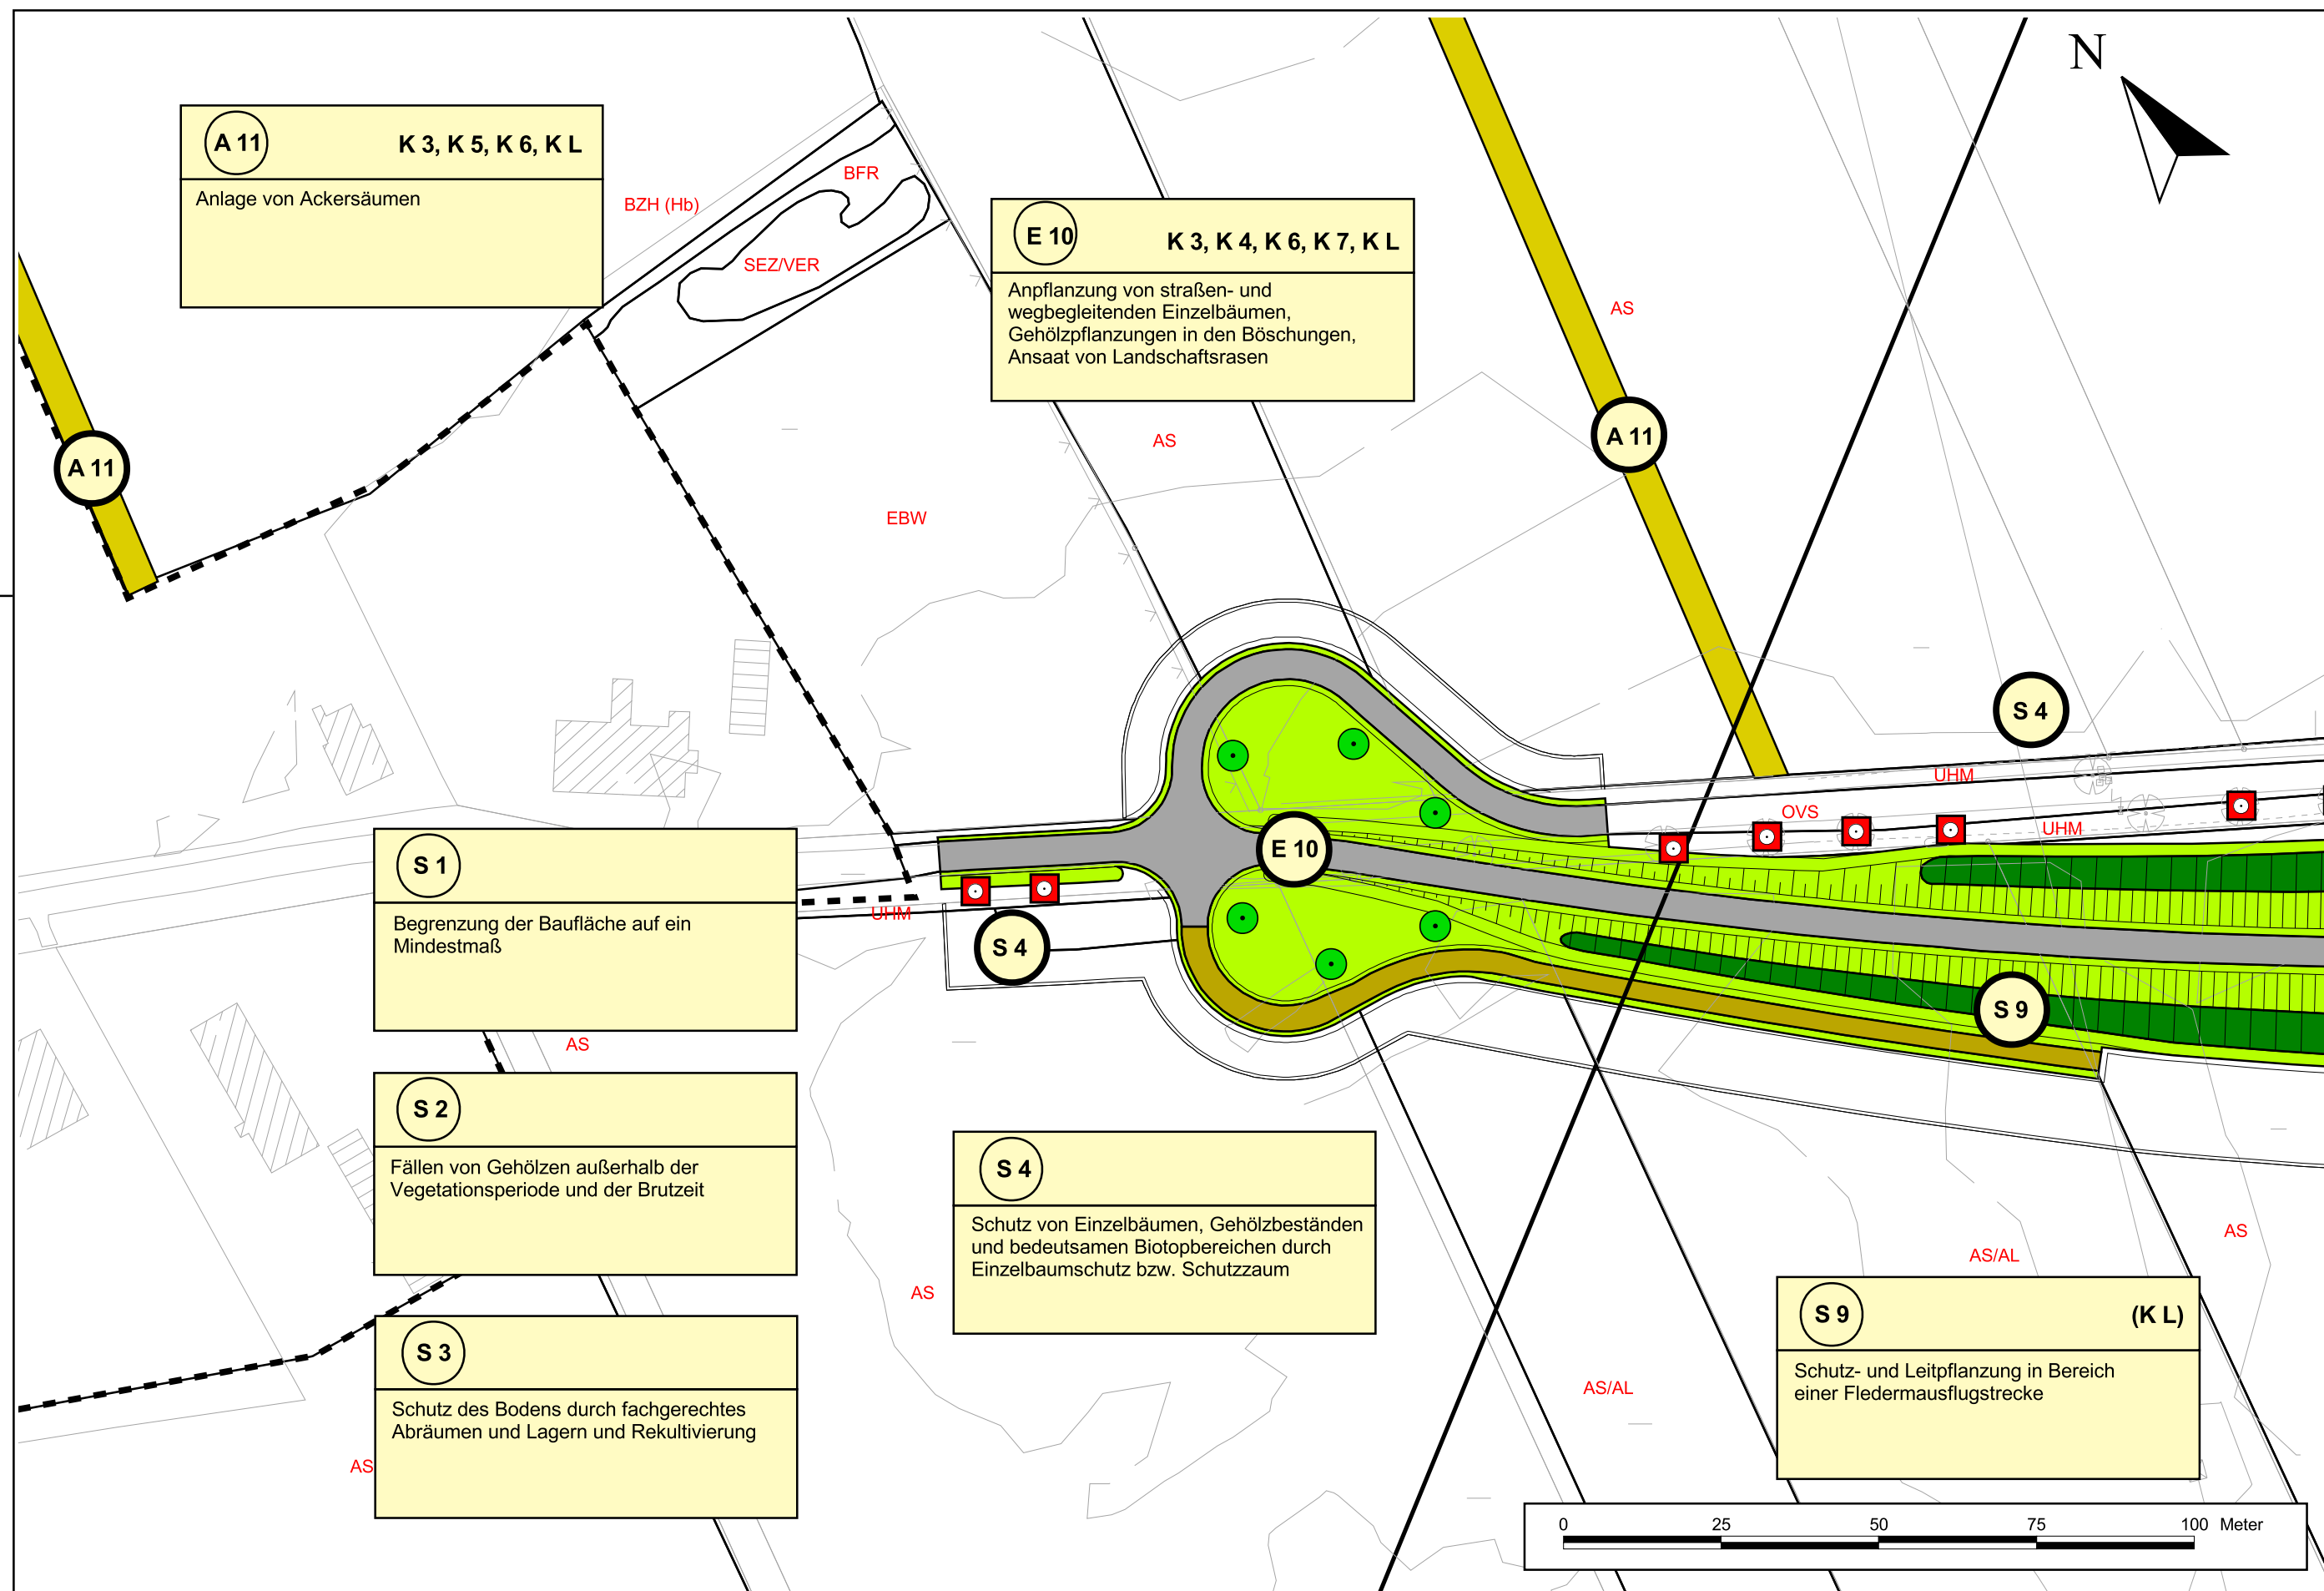 N
A 11
K 3, K 5, K 6, K L
Anlage von Ackersäumen
BZH (Hb)
BFR
SEZ/VER
E 10
K 3, K 4, K 6, K 7, K L
Anpflanzung von straßen- und
wegbegleitenden Einzelbäumen,
Gehölzpflanzungen in den Böschungen,
Ansaat von Landschaftsrasen
AS
AS
A 11
A 11
EBW
S 4
UHM
OVS
UHM
E 10
S 1
Begrenzung der Baufläche auf ein
Mindestmaß
UHM
S 4
S 9
AS
S 2
Fällen von Gehölzen außerhalb der
Vegetationsperiode und der Brutzeit
S 4
Schutz von Einzelbäumen, Gehölzbeständen
und bedeutsamen Biotopbereichen durch
Einzelbaumschutz bzw. Schutzzaum
AS
AS/AL
AS
S 9
(K L)
Schutz- und Leitpflanzung in Bereich
einer Fledermausflugstrecke
S 3
Schutz des Bodens durch fachgerechtes
Abräumen und Lagern und Rekultivierung
AS/AL
AS
0 25 50 75 100 Meter